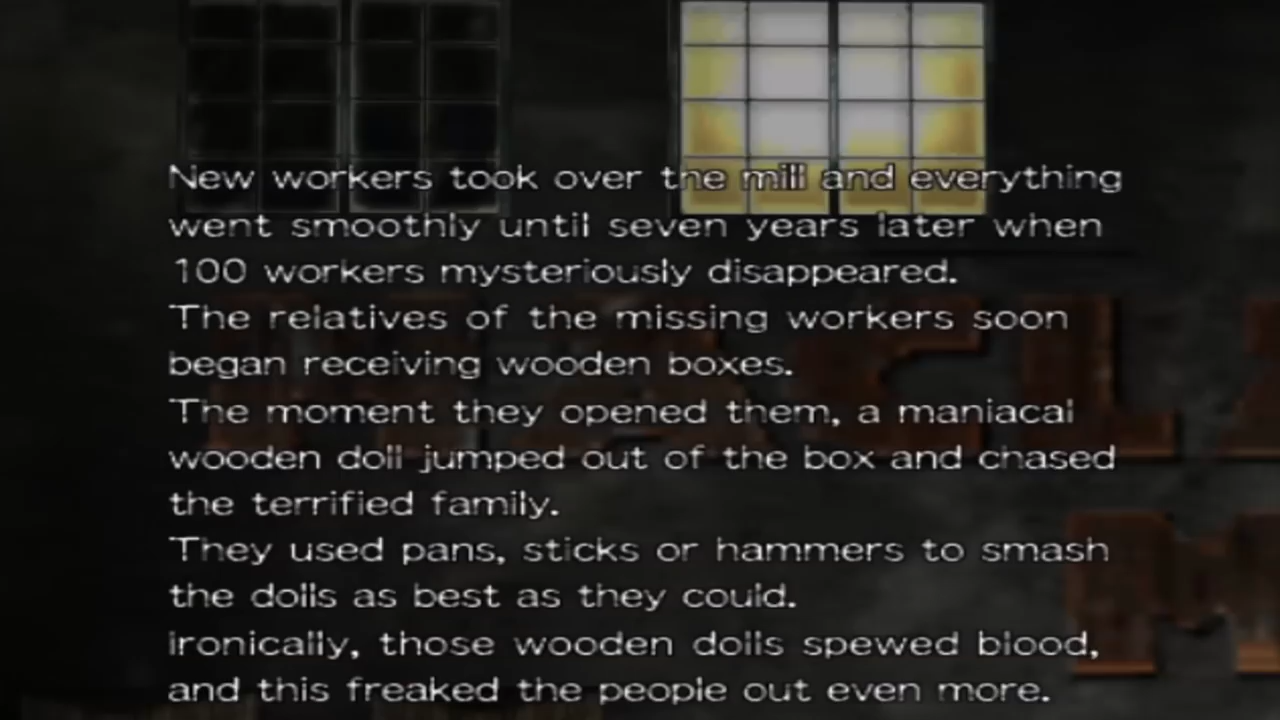 New workers took over the mill and everything
went smoothly until seven years later when
100 workers mysteriously disappeared.
The relatives of the missing workers soon
began receiving wooden boxes.
The moment they opened them, a maniacal
wooden doll jumped out of the box and chased
the terrified family.
They used pans, sticks or hammers to smash
the dolls as best as they could.
Ironically, those wooden dolls spewed blood,
and this freaked the people out even more.